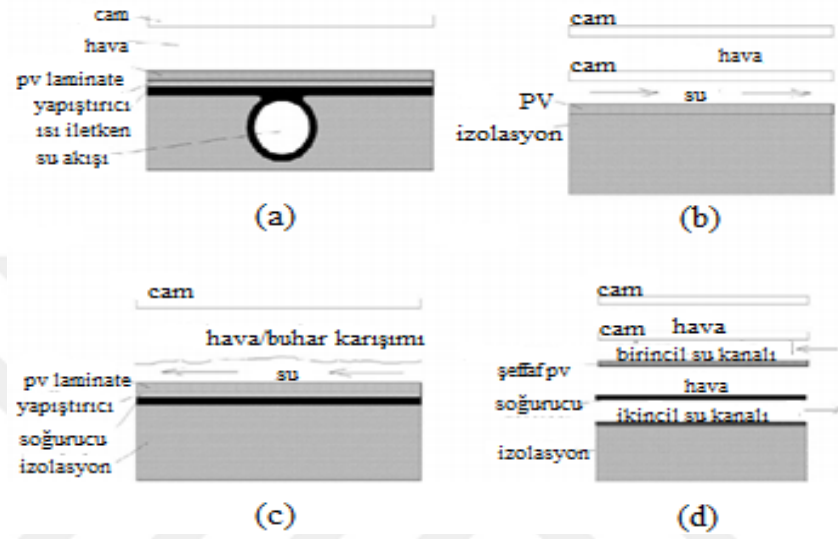 cam
hava
pv laminate
yapıştırıcı
ısı iletken
su akışı
(a)
cam
hava
cam
su
PV
izolasyon
(b)
cam
hava/buhar karışımı
su
pv laminate
yapıştırıcı
soğurucu
izolasyon
(c)
cam
cam hava
birincil su kanalı
şeffaf pv
hava
soğurucu
ikincil su kanalı
izolasyon
(d)